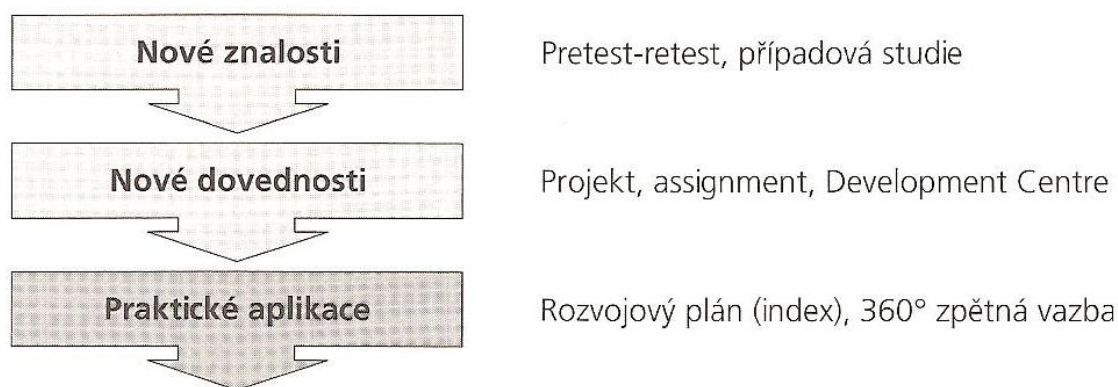 Nové znalosti
Pretest-retest, případová studie
Nové dovednosti
Projekt, assignment, Development Centre
Praktické aplikace
Rozvojový plán (index), 360° zpětná vazba